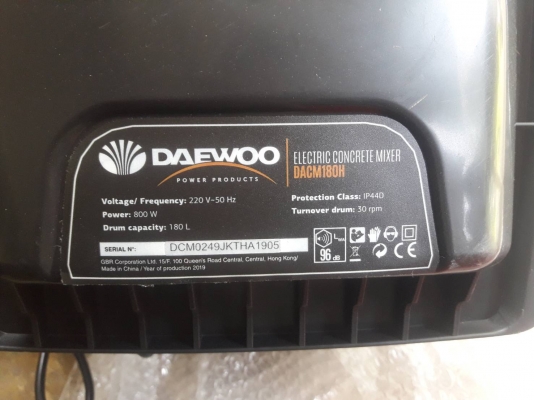 DAEWOO
POWER PRODUCTS
ELECTRIC CONCRETE MIXER
DACM180H
Voltage/ Frequency: 220 V~50 Hz
Power: 800 W
Drum capacity: 180 L
Protection Class: IP44D
Turnover drum: 30 rpm
SERIAL N°: DCM0249JKTHA1905
GBR Corporation Ltd. 15/F, 100 Queen's Road Central, Central, Hong Kong/
Made in China / Year of production 2019
96 dB
CE